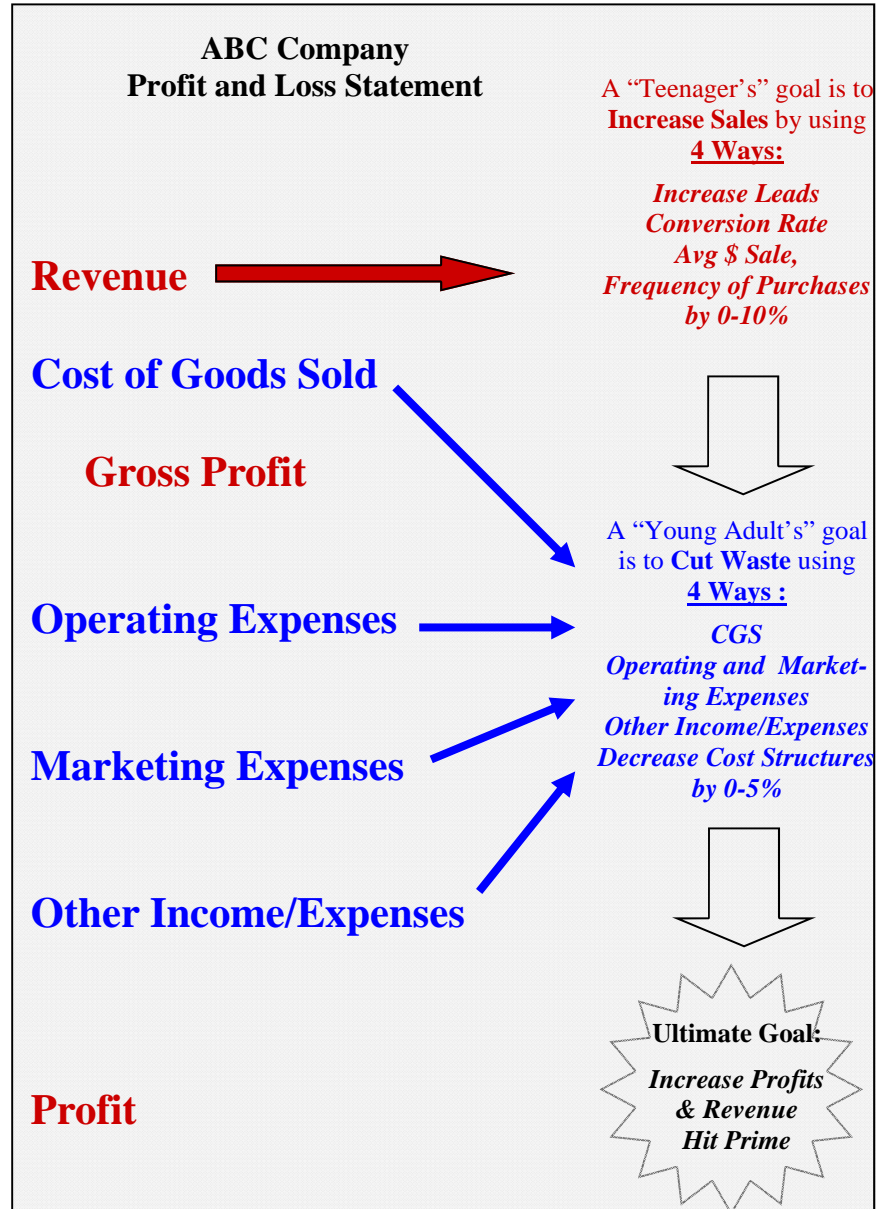 ABC Company
Profit and Loss Statement
A “Teenager’s” goal is to
Increase Sales by using
4 Ways:
Increase Leads
Conversion Rate
Avg $ Sale,
Frequency of Purchases
by 0-10%
Revenue
Cost of Goods Sold
Gross Profit
Operating Expenses
Marketing Expenses
Other Income/Expenses
A “Young Adult’s” goal
is to Cut Waste using
4 Ways :
CGS
Operating and Market-
ing Expenses
Other Income/Expenses
Decrease Cost Structures
by 0-5%
Profit
Ultimate Goal:
Increase Profits
& Revenue
Hit Prime